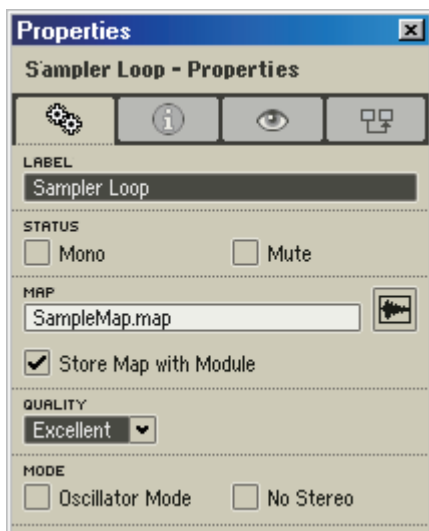 Properties
Sampler Loop - Properties
LABEL
Sampler Loop
STATUS
Mono Mute
MAP
SampleMap.map
Store Map with Module
QUALITY
Excellent
MODE
Oscillator Mode No Stereo